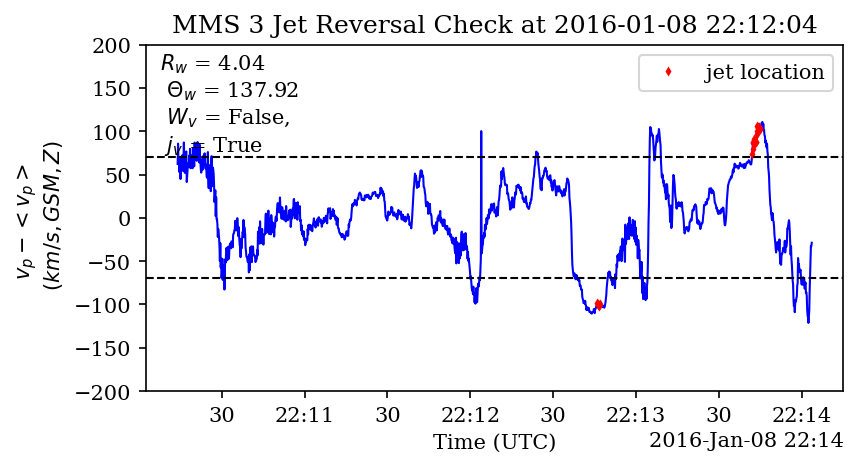 MMS 3 Jet Reversal Check at 2016-01-08 22:12:04
R_w = 4.04
Θ_w = 137.92
W_v = False,
j_v = True
jet location
200
150
100
50
0
−50
−100
−150
−200
v_p − < v_p >
(km/s, GSM, Z)
30 22:11 30 22:12 30 22:13 30 22:14
Time (UTC)
2016-Jan-08 22:14